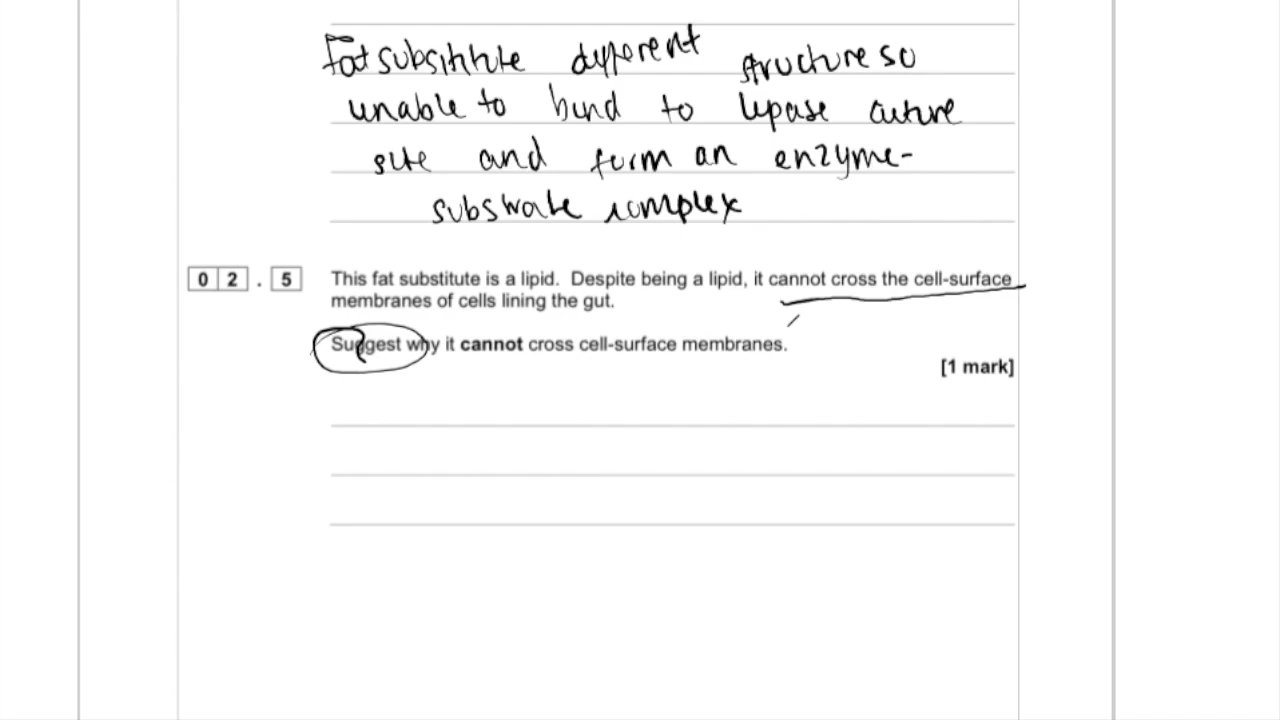 Fat substitute different structure so
unable to bind to lipase active
site and form an enzyme-
substrate complex
0 2 . 5 This fat substitute is a lipid. Despite being a lipid, it cannot cross the cell-surface
membranes of cells lining the gut.
Suggest why it cannot cross cell-surface membranes.
[1 mark]